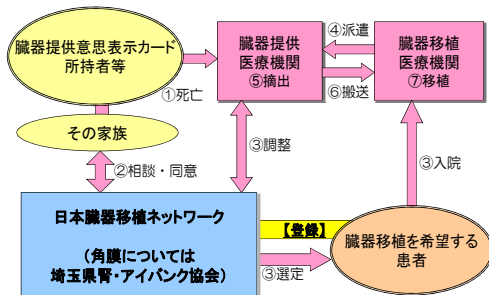 臓器提供意思表示カード
所持者等
①死亡
臓器提供
医療機関
⑤摘出
④派遣
⑥搬送
臓器移植
医療機関
⑦移植
その家族
②相談・同意
③調整
③入院
日本臓器移植ネットワーク
（角膜については
埼玉県腎・アイバンク協会）
【登録】
③選定
臓器移植を希望する
患者